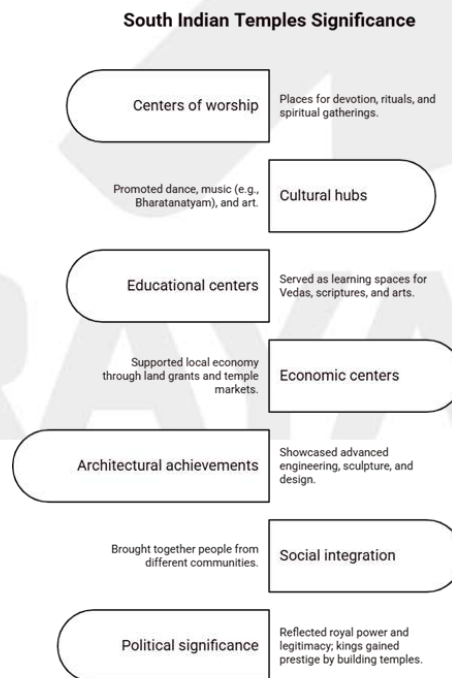 South Indian Temples Significance
Centers of worship
Places for devotion, rituals, and
spiritual gatherings.
Promoted dance, music (e.g.,
Bharatanatyam), and art.
Cultural hubs
Educational centers
Served as learning spaces for
Vedas, scriptures, and arts.
Supported local economy
through land grants and temple
markets.
Economic centers
Architectural achievements
Showcased advanced
engineering, sculpture, and
design.
Brought together people from
different communities.
Social integration
Political significance
Reflected royal power and
legitimacy; kings gained
prestige by building temples.